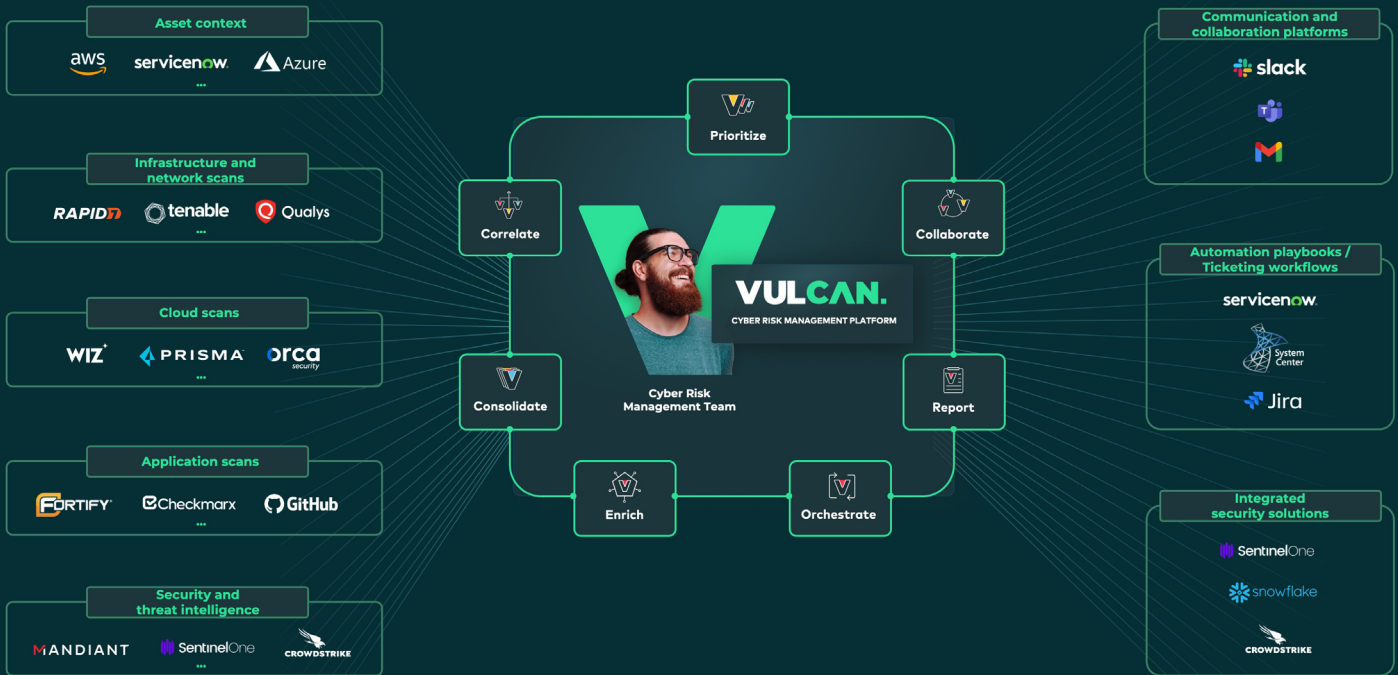 Asset context
aws servicenow. Azure
...
Infrastructure and
network scans
RAPID7 tenable Qualys
...
Cloud scans
WIZ PRISMA orca
security
...
Application scans
FORTIFY Checkmarx GitHub
...
Security and
threat intelligence
MANDIANT SentinelOne CROWDSTRIKE
...
Prioritize
Correlate
Collaborate
VULCAN.
CYBER RISK MANAGEMENT PLATFORM
Cyber Risk
Management Team
Consolidate
Report
Enrich
Orchestrate
Communication and
collaboration platforms
slack
T
Automation playbooks /
Ticketing workflows
servicenow.
System
Center
Jira
Integrated
security solutions
SentinelOne
snowflake
CROWDSTRIKE